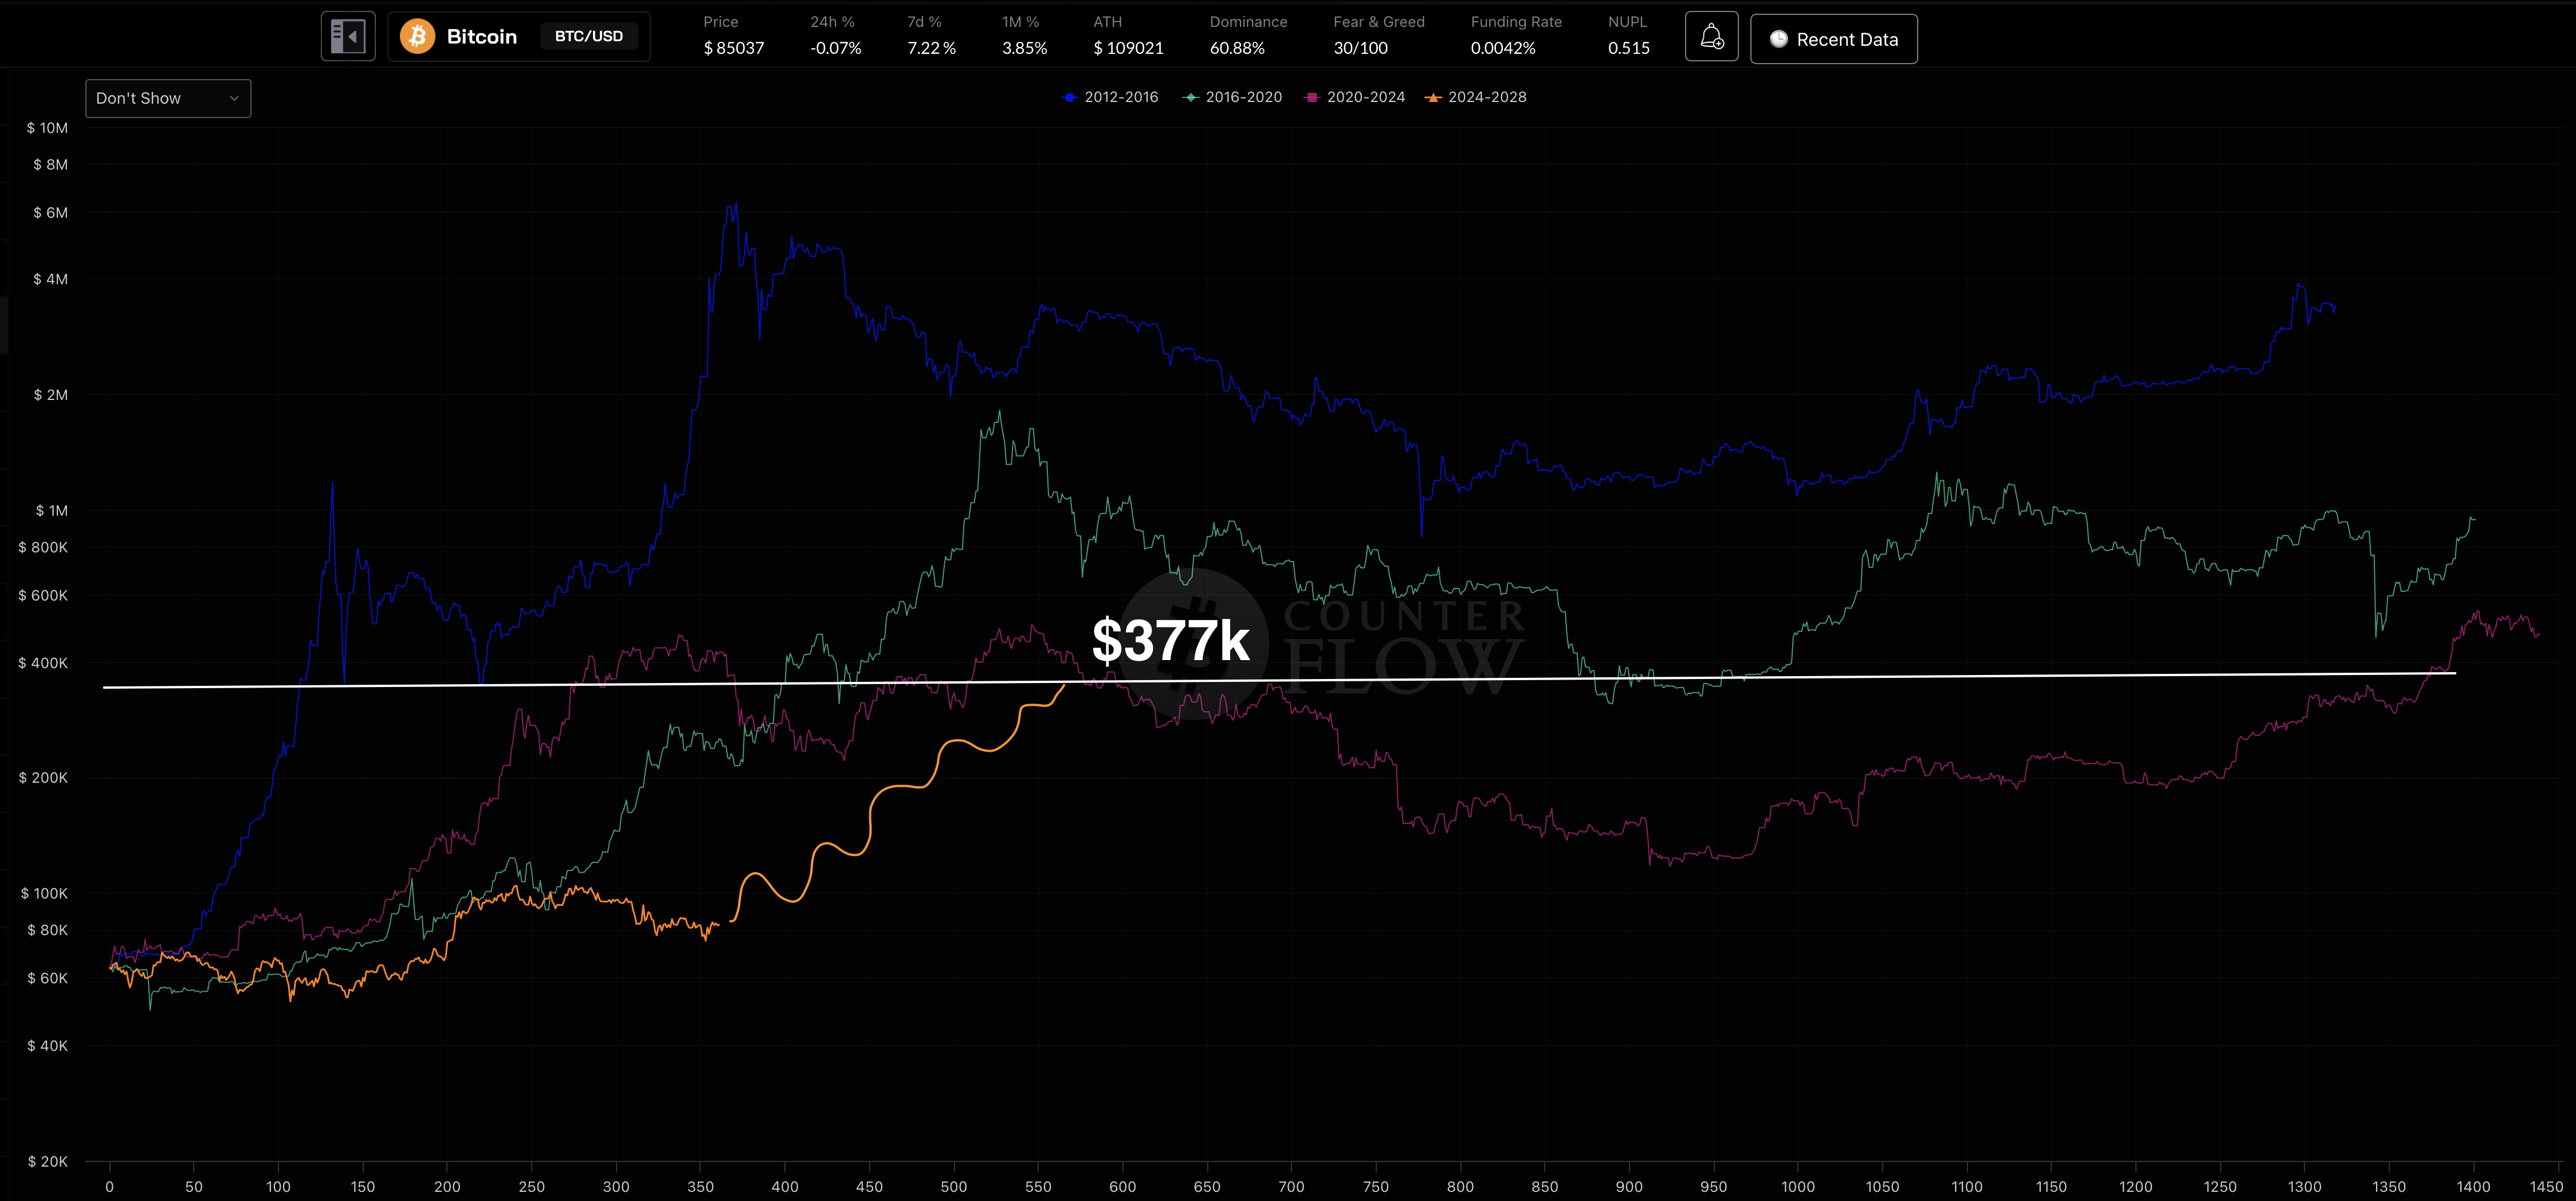 Price 24h % 7d % 1M % ATH Dominance Fear & Greed Funding Rate NUPL
Bitcoin BTC/USD $ 85037 -0.07% 7.22 % 3.85% $ 109021 60.88% 30/100 0.0042% 0.515 Recent Data
Don't Show
2012-2016 2016-2020 2020-2024 2024-2028
$ 10M
$ 8M
$ 6M
$ 4M
$ 2M
$ 1M
$ 800K
$ 600K
COUNTER
$377k
FLOW
$ 400K
$ 200K
$ 100K
$ 80K
$ 60K
$ 40K
$ 20K
0 50 100 150 200 250 300 350 400 450 500 550 600 650 700 750 800 850 900 950 1000 1050 1100 1150 1200 1250 1300 1350 1400 1450